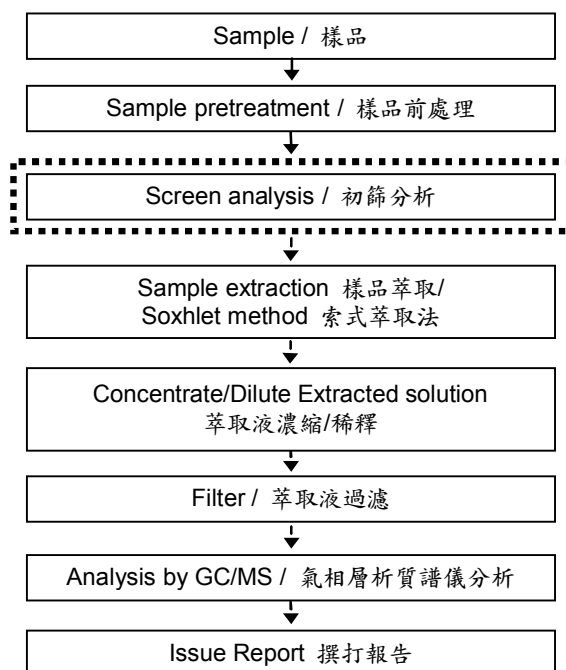 Sample / 樣品
Sample pretreatment / 樣品前處理
Screen analysis / 初篩分析
Sample extraction 樣品萃取/
Soxhlet method 索式萃取法
Concentrate/Dilute Extracted solution
萃取液濃縮/稀釋
Filter / 萃取液過濾
Analysis by GC/MS / 氣相層析質譜儀分析
Issue Report 撰打報告